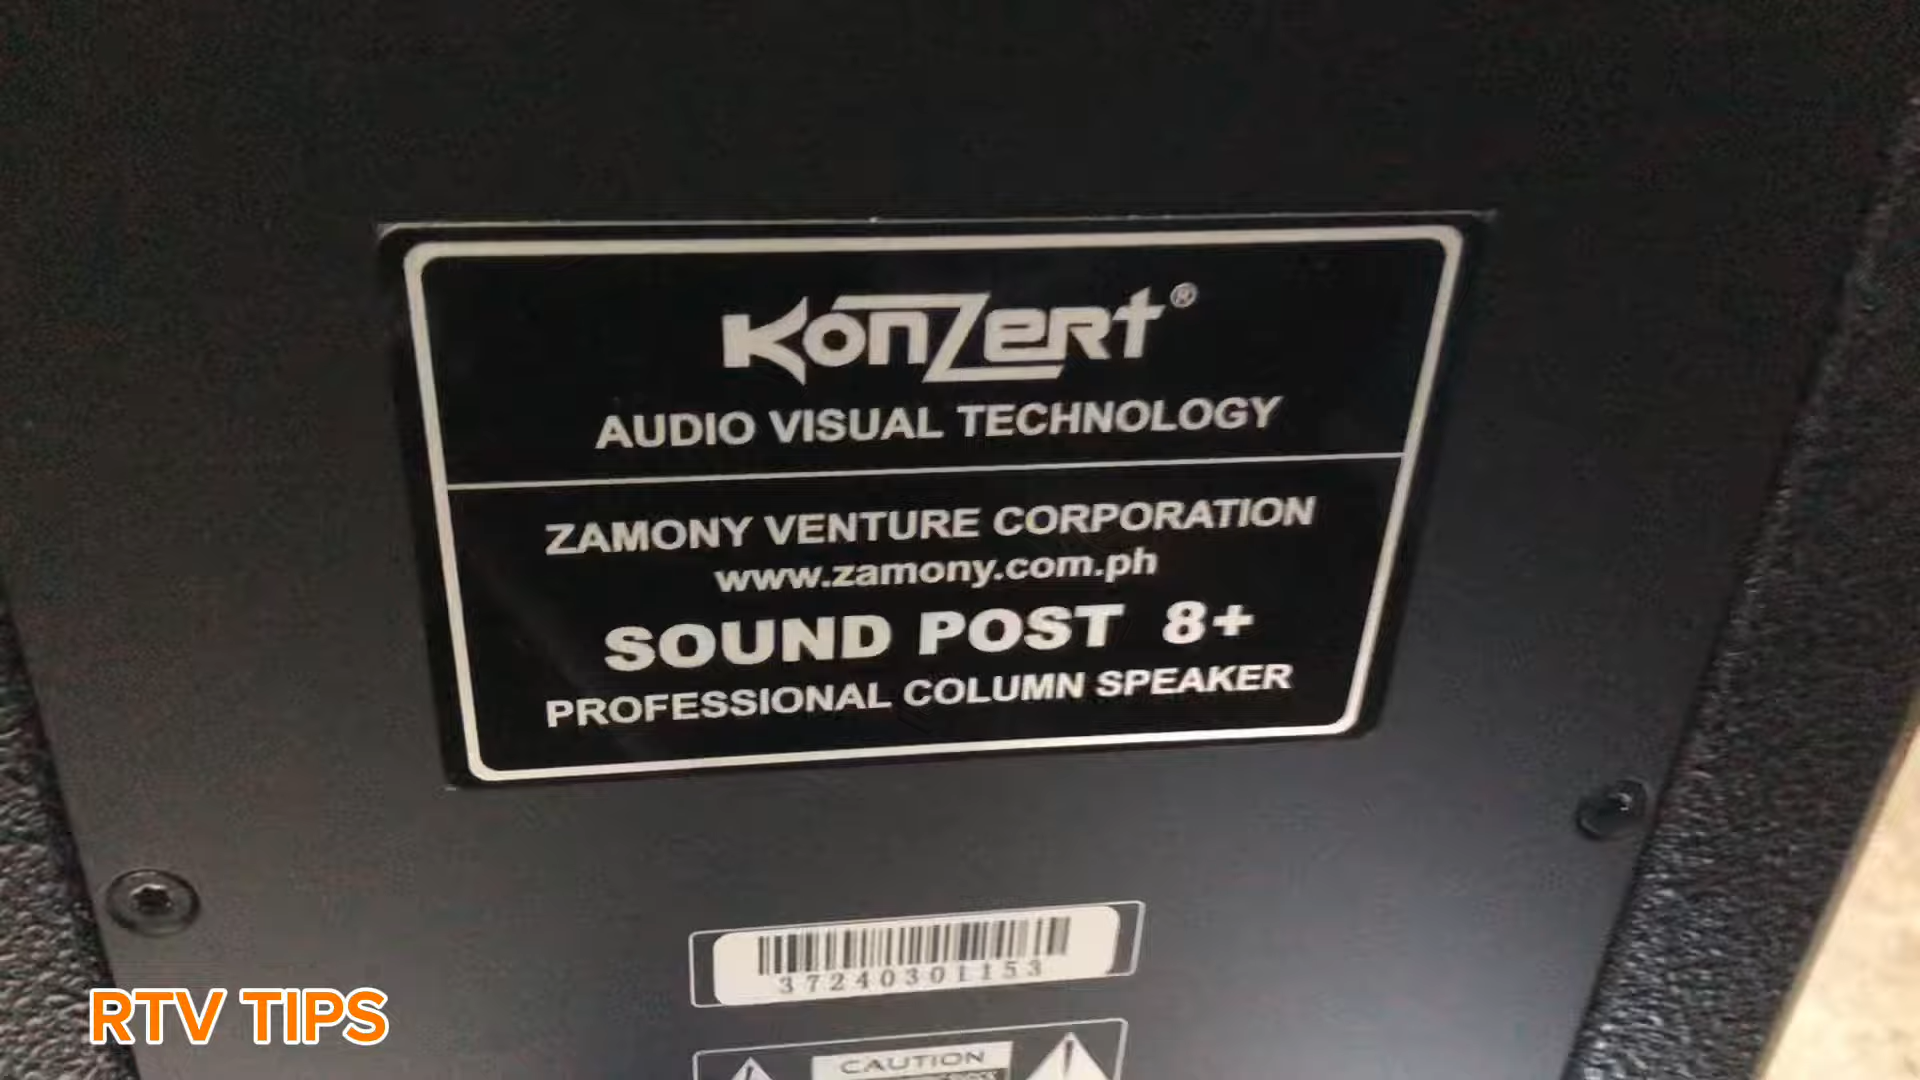 KonZert®
AUDIO VISUAL TECHNOLOGY
ZAMONY VENTURE CORPORATION
www.zamony.com.ph
SOUND POST 8+
PROFESSIONAL COLUMN SPEAKER
37240301153
CAUTION
RTV TIPS